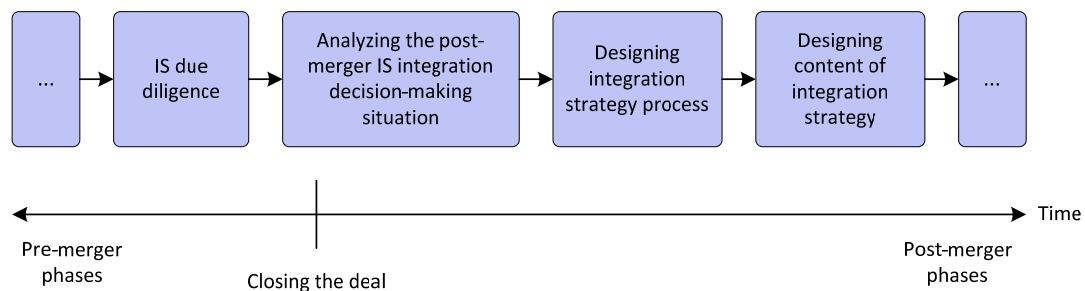 ...
IS due
diligence
Analyzing the post-
merger IS integration
decision-making
situation
Designing
integration
strategy process
Designing
content of
integration
strategy
...
Time
Pre-merger
phases
Closing the deal
Post-merger
phases